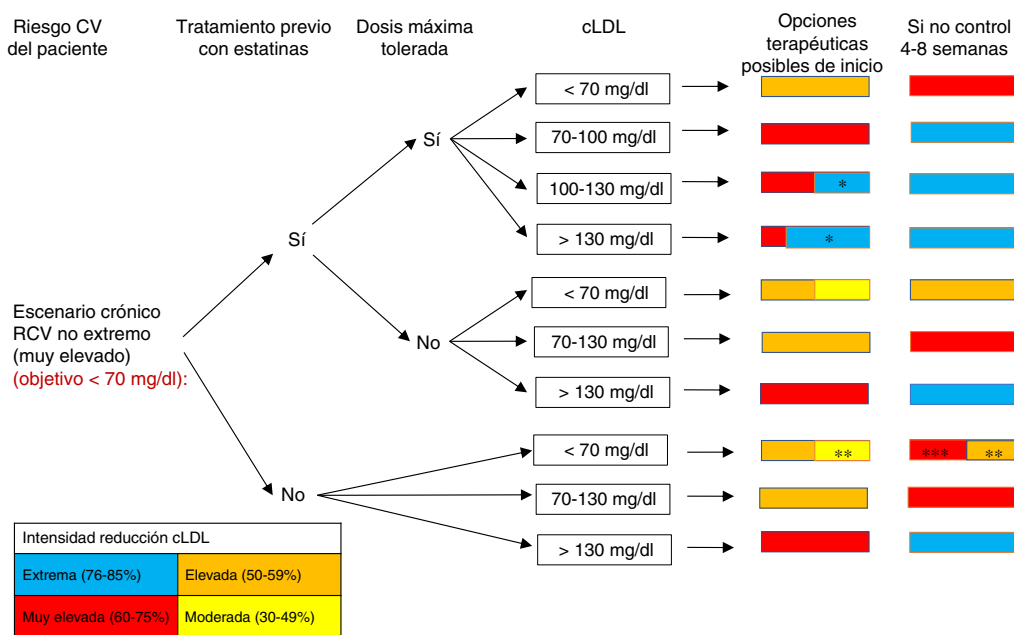 Riesgo CV
del paciente
Tratamiento previo
con estatinas
Dosis máxima
tolerada
cLDL
Opciones
terapéuticas
posibles de inicio
Si no control
4-8 semanas
Escenario crónico
RCV no extremo
(muy elevado)
(objetivo < 70 mg/dl):
Sí
Sí
< 70 mg/dl
70-100 mg/dl
100-130 mg/dl
*
> 130 mg/dl
*
No
< 70 mg/dl
70-130 mg/dl
> 130 mg/dl
No
< 70 mg/dl
**
***
**
70-130 mg/dl
> 130 mg/dl
Intensidad reducción cLDL
Extrema (76-85%)
Elevada (50-59%)
Muy elevada (60-75%)
Moderada (30-49%)